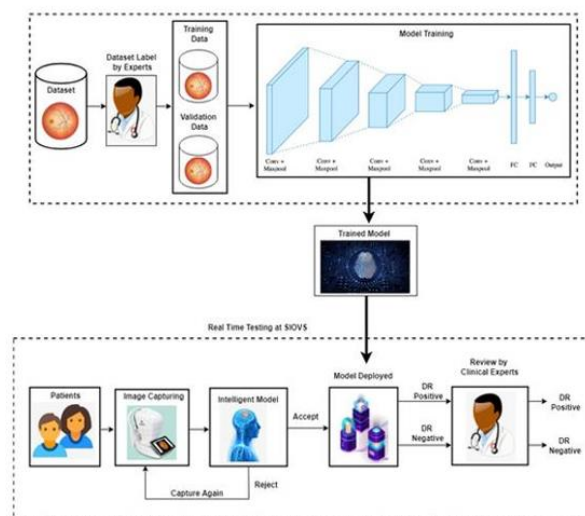 Training
Data
Model Training
Dataset Label
by Experts
Dataset
Validation
Data
Conv +
Maxpool
Conv +
Maxpool
Conv +
Maxpool
Conv +
Maxpool
Conv +
Maxpool
FC
FC
Output
Trained Model
Real Time Testing at SIOVS
Patients
Image Capturing
Intelligent Model
Accept
Model Deployed
DR
Positive
DR
Negative
Review by
Clinical Experts
DR
Positive
DR
Negative
Reject
Capture Again